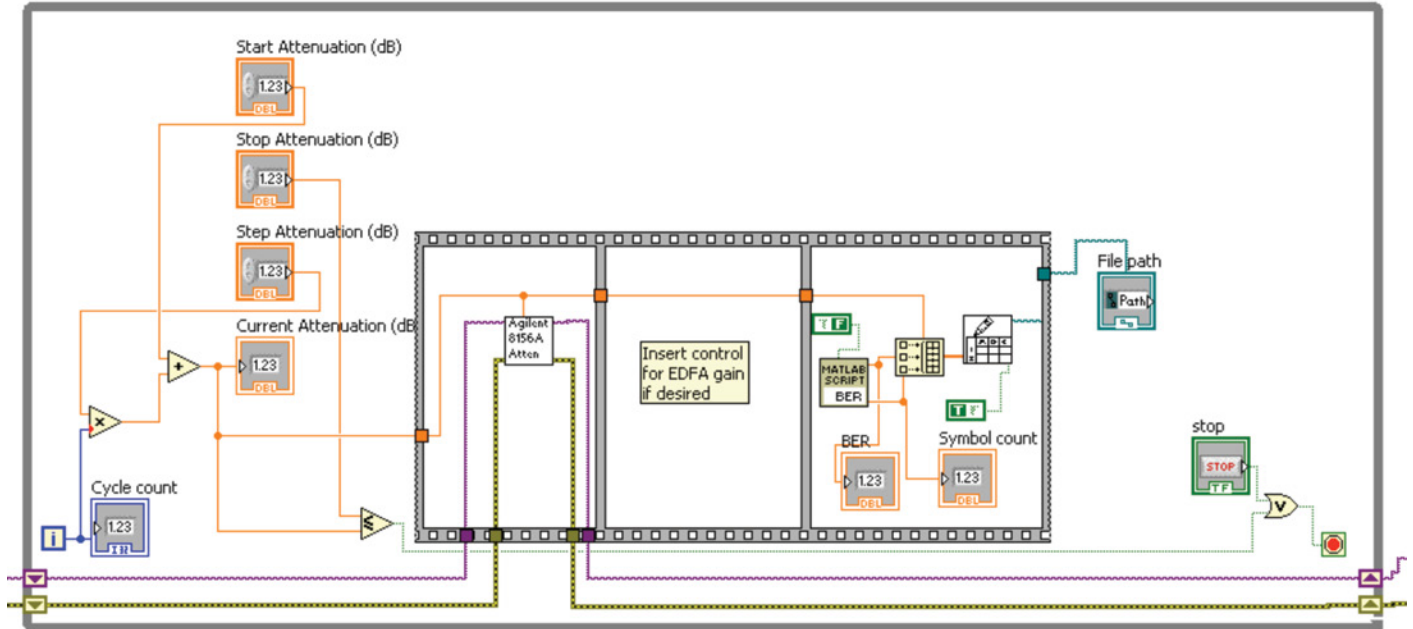 Start Attenuation (dB)
1.23
DBL
Stop Attenuation (dB)
1.23
DBL
Step Attenuation (dB)
1.23
DBL
Current Attenuation (dB
1.23
DBL
+
x
Cycle count
1.23
i
≤
Agilent
8156A
Atten
Insert control
for EDFA gain
if desired
F
MATLAB
SCRIPT
BER
T
BER
1.23
DBL
Symbol count
1.23
DBL
File path
Path
stop
STOP
TF
V